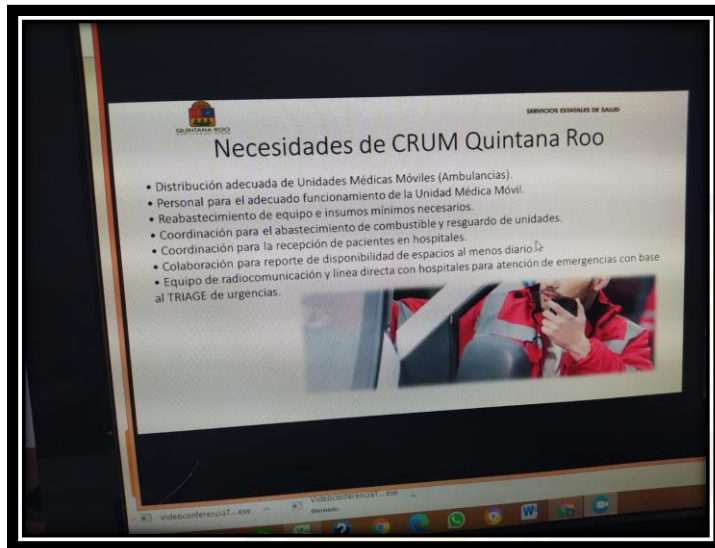 QUINTANA ROO
SERVICIOS ESTATALES DE SALUD
Necesidades de CRUM Quintana Roo
• Distribución adecuada de Unidades Médicas Móviles (Ambulancias).
• Personal para el adecuado funcionamiento de la Unidad Médica Móvil.
• Reabastecimiento de equipo e insumos mínimos necesarios.
• Coordinación para el abastecimiento de combustible y resguardo de unidades.
• Coordinación para la recepción de pacientes en hospitales.
• Colaboración para reporte de disponibilidad de espacios al menos diario.
• Equipo de radiocomunicación y línea directa con hospitales para atención de emergencias con base
al TRIAGE de urgencias.
VideoconferenciaT....exe
VideoconferenciaT....exe